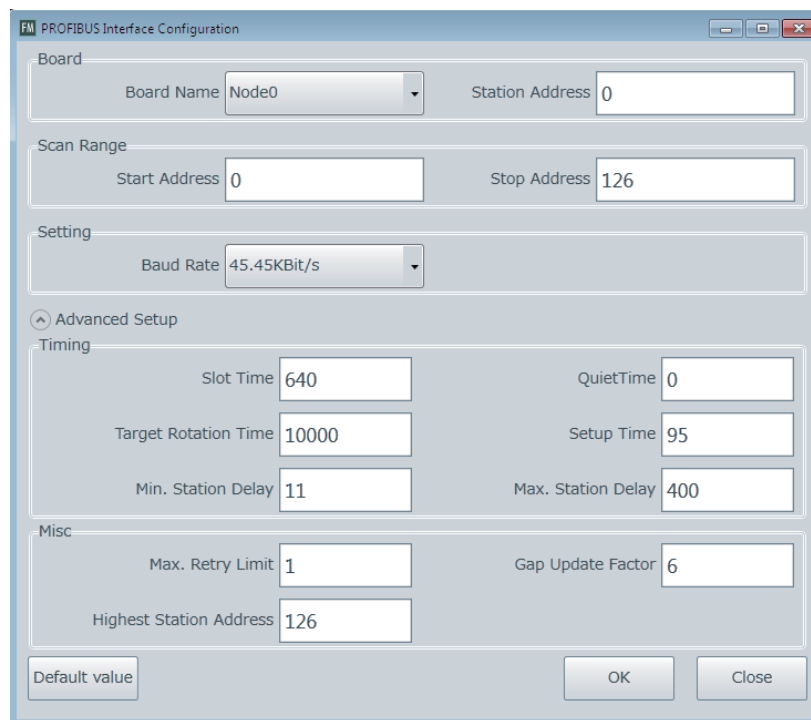 FM PROFIBUS Interface Configuration
Board
Board Name Node0 Station Address 0
Scan Range
Start Address 0 Stop Address 126
Setting
Baud Rate 45.45KBit/s
Advanced Setup
Timing
Slot Time 640 QuietTime 0
Target Rotation Time 10000 Setup Time 95
Min. Station Delay 11 Max. Station Delay 400
Misc
Max. Retry Limit 1 Gap Update Factor 6
Highest Station Address 126
Default value OK Close